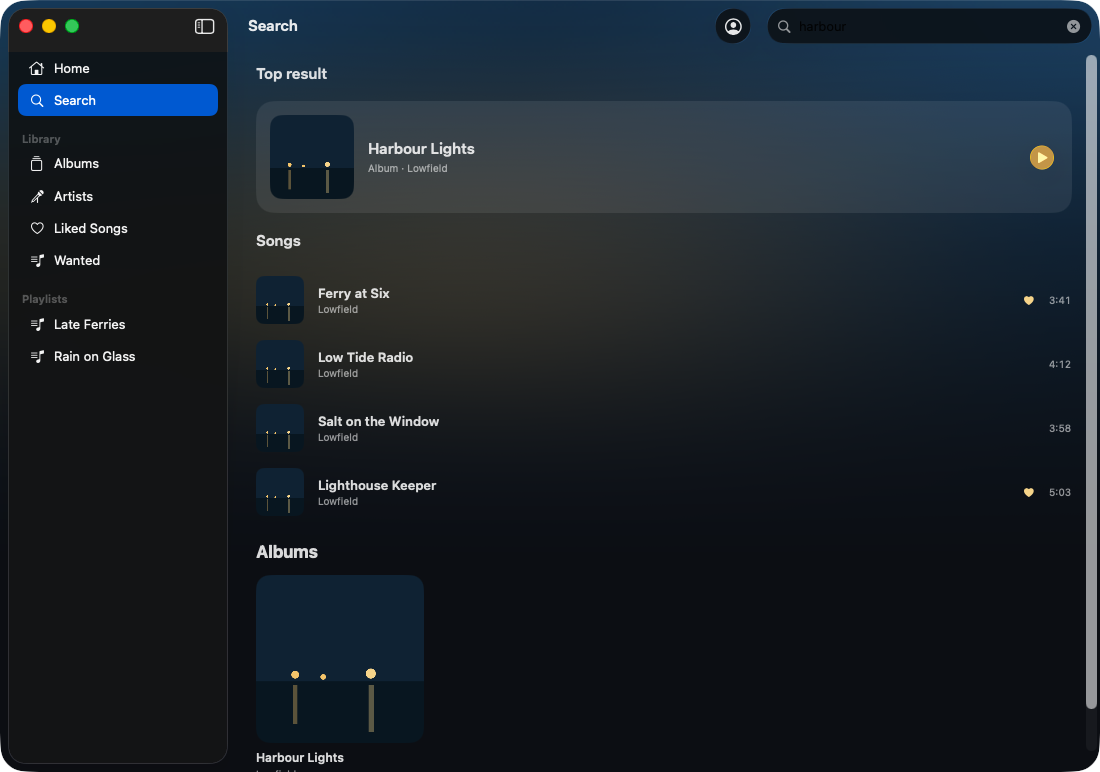 Search
harbour
Home
Search
Library
Albums
Artists
Liked Songs
Wanted
Playlists
Late Ferries
Rain on Glass
Top result
Harbour Lights
Album · Lowfield
Songs
Ferry at Six
Lowfield
3:41
Low Tide Radio
Lowfield
4:12
Salt on the Window
Lowfield
3:58
Lighthouse Keeper
Lowfield
5:03
Albums
Harbour Lights